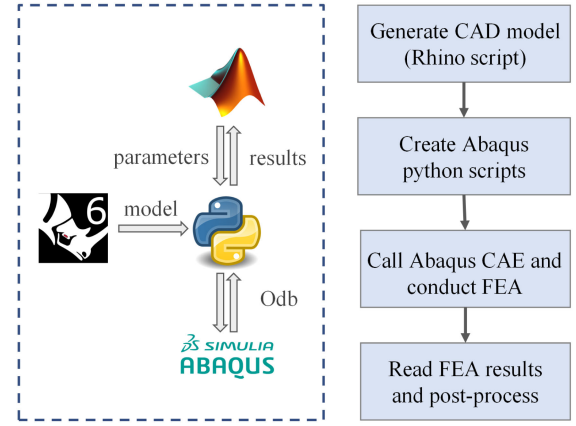 parameters
results
6
model
Odb
3S SIMULIA
ABAQUS
Generate CAD model
(Rhino script)
Create Abaqus
python scripts
Call Abaqus CAE and
conduct FEA
Read FEA results
and post-process